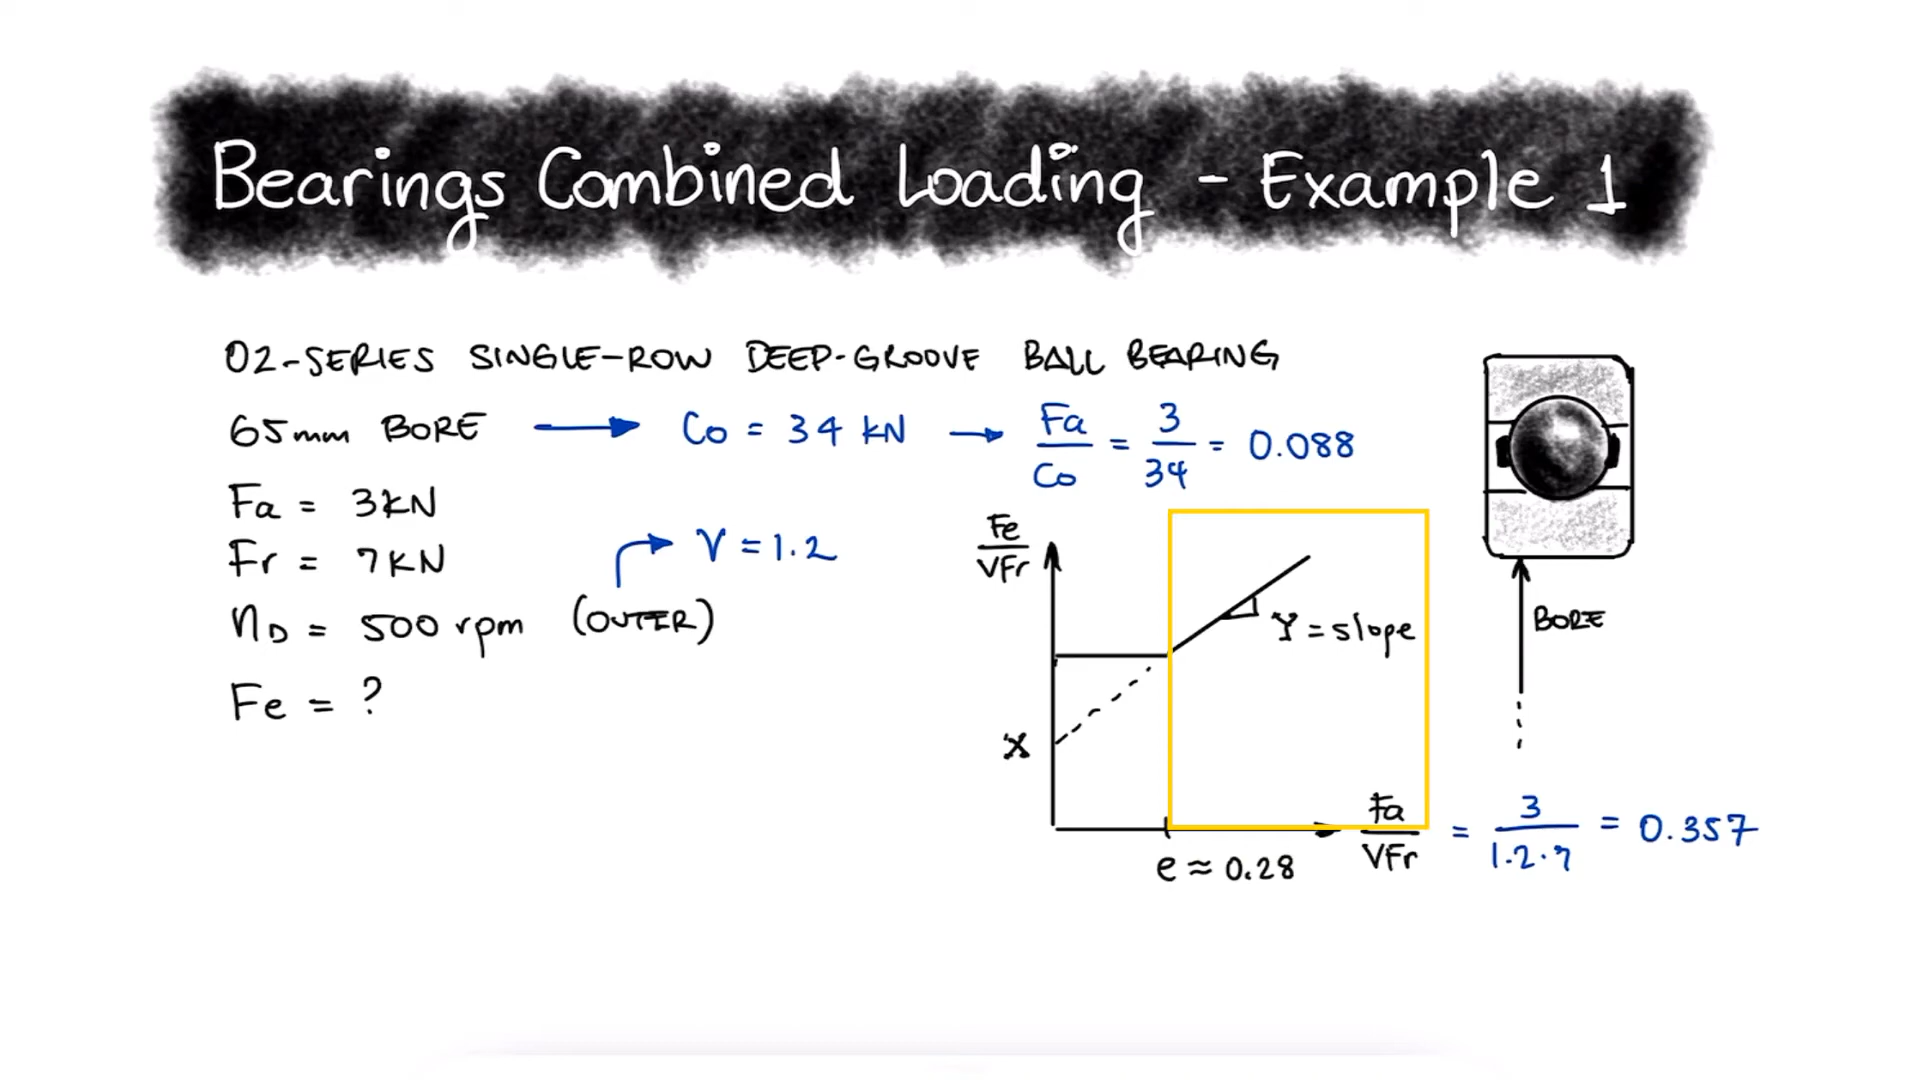 Bearings Combined Loading - Example 1
02-SERIES SINGLE-ROW DEEP-GROOVE BALL BEARING
65mm BORE → Co = 34 kN → Fa/Co = 3/34 = 0.088
Fa = 3kN
Fr = 7kN
V = 1.2
nD = 500 rpm (OUTER)
Fe = ?
Fe/VFr
Y = slope
X
e ≈ 0.28
Fa/VFr = 3/1.2·7 = 0.357
BORE